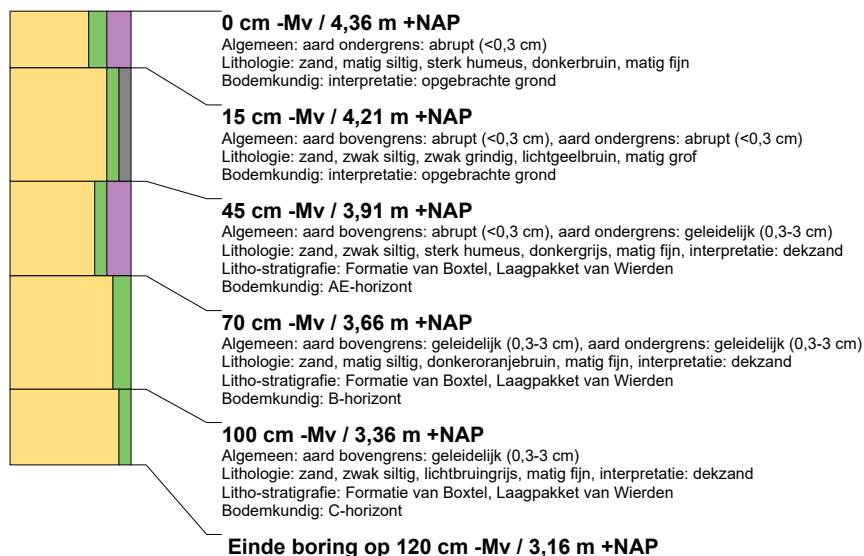 0 cm -Mv / 4,36 m +NAP
Algemeen: aard ondergrens: abrupt (<0,3 cm)
Lithologie: zand, matig siltig, sterk humeus, donkerbruin, matig fijn
Bodemkundig: interpretatie: opgebrachte grond
15 cm -Mv / 4,21 m +NAP
Algemeen: aard bovengrens: abrupt (<0,3 cm), aard ondergrens: abrupt (<0,3 cm)
Lithologie: zand, zwak siltig, zwak grindig, lichtgeelbruin, matig grof
Bodemkundig: interpretatie: opgebrachte grond
45 cm -Mv / 3,91 m +NAP
Algemeen: aard bovengrens: abrupt (<0,3 cm), aard ondergrens: geleidelijk (0,3-3 cm)
Lithologie: zand, zwak siltig, sterk humeus, donkergrijs, matig fijn, interpretatie: dekzand
Litho-stratigrafie: Formatie van Boxtel, Laagpakket van Wierden
Bodemkundig: AE-horizont
70 cm -Mv / 3,66 m +NAP
Algemeen: aard bovengrens: geleidelijk (0,3-3 cm), aard ondergrens: geleidelijk (0,3-3 cm)
Lithologie: zand, matig siltig, donkeroranjebruin, matig fijn, interpretatie: dekzand
Litho-stratigrafie: Formatie van Boxtel, Laagpakket van Wierden
Bodemkundig: B-horizont
100 cm -Mv / 3,36 m +NAP
Algemeen: aard bovengrens: geleidelijk (0,3-3 cm)
Lithologie: zand, zwak siltig, lichtbruingrijs, matig fijn, interpretatie: dekzand
Litho-stratigrafie: Formatie van Boxtel, Laagpakket van Wierden
Bodemkundig: C-horizont
Einde boring op 120 cm -Mv / 3,16 m +NAP